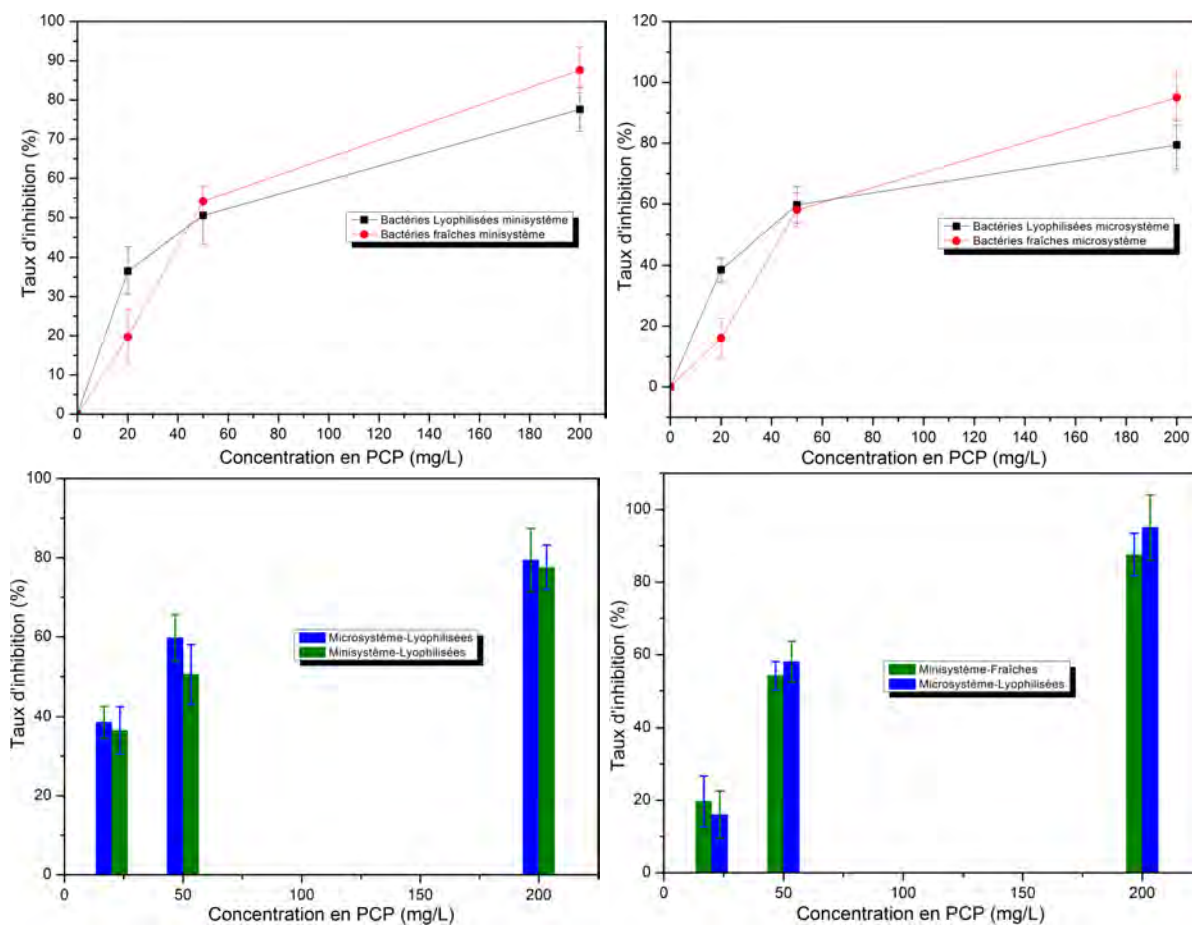 100
90
80
70
60
50
40
30
20
10
0
Taux d'inhibition (%)
Bactéries Lyophilisées minisystème
Bactéries fraîches minisystème
0 20 40 60 80 100 120 140 160 180 200
Concentration en PCP (mg/L)
120
100
80
60
40
20
0
Taux d'inhibition (%)
Bactéries Lyophilisées microsystème
Bactéries fraîches microsystème
0 20 40 60 80 100 120 140 160 180 200
Concentration en PCP (mg/L)
100
80
60
40
20
0
Taux d'inhibition (%)
Microsystème-Lyophilisées
Minisystème-Lyophilisées
0 50 100 150 200
Concentration en PCP (mg/L)
100
80
60
40
20
0
Taux d'inhibition (%)
Minisystème-Fraîches
Microsystème-Lyophilisées
0 50 100 150 200
Concentration en PCP (mg/L)